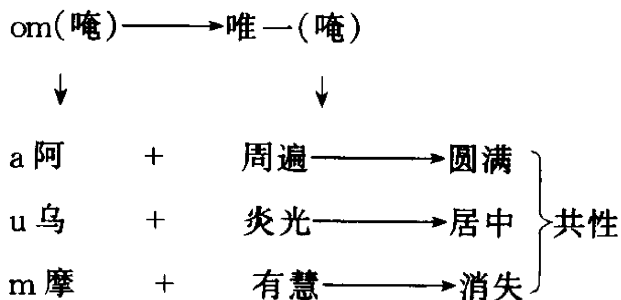 om(唵)→唯一(唵)
↓ ↓
a阿 + 周遍→圆满
u乌 + 炎光→居中 }共性
m摩 + 有慧→消失